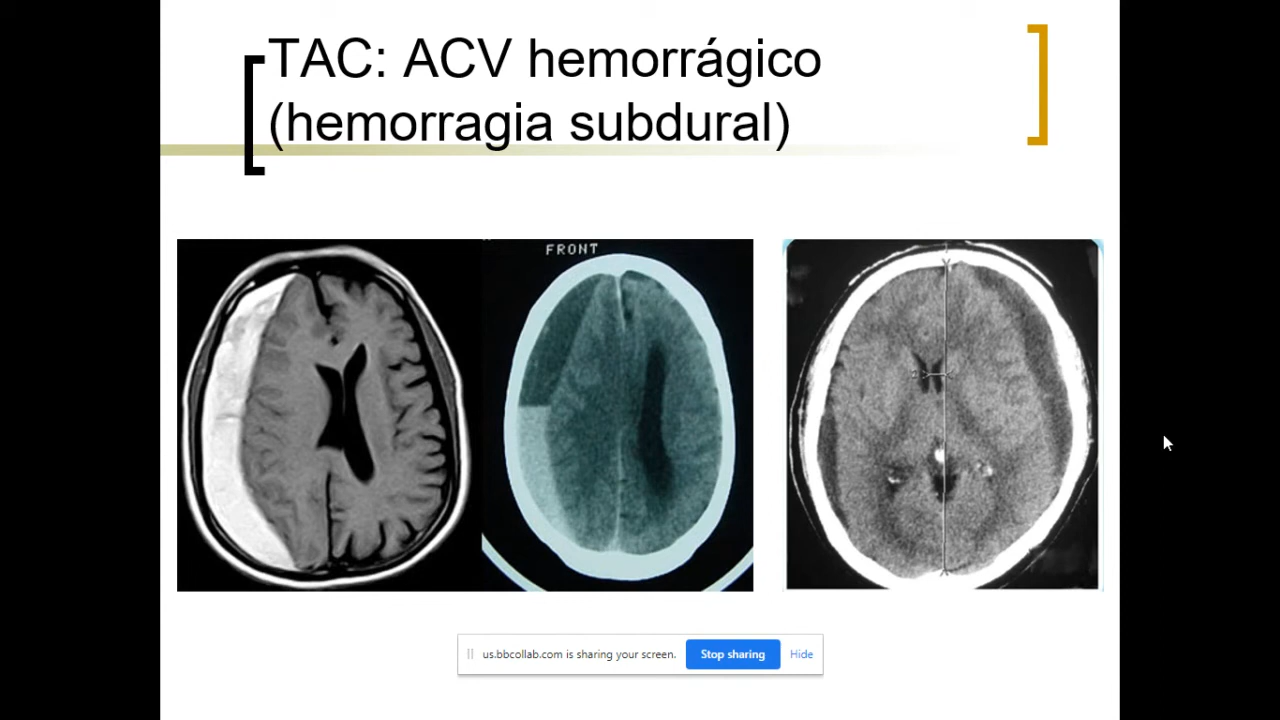 TAC: ACV hemorrágico
(hemorragia subdural)
FRONT
us.bbcollab.com is sharing your screen. Stop sharing Hide